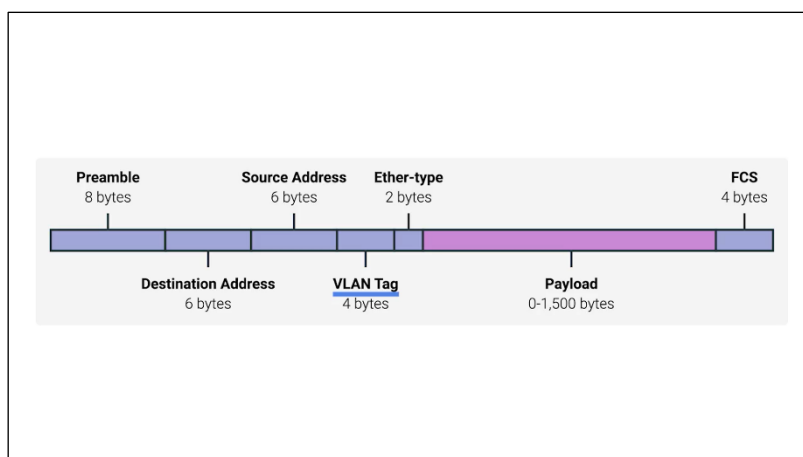 Preamble
8 bytes
Source Address
6 bytes
Ether-type
2 bytes
FCS
4 bytes
Destination Address
6 bytes
VLAN Tag
4 bytes
Payload
0-1,500 bytes